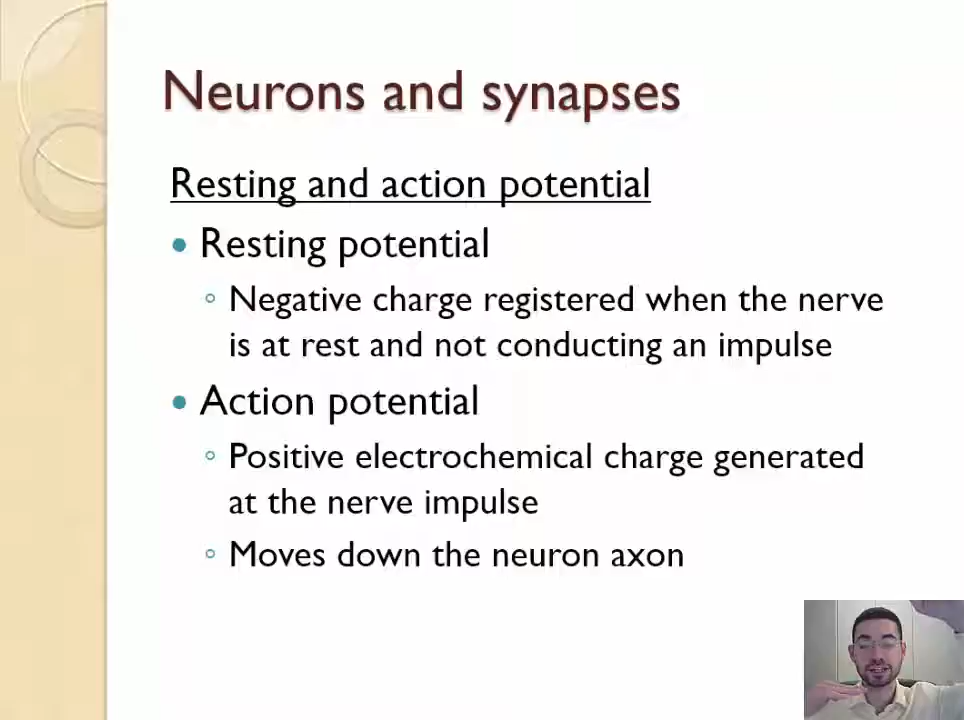 Neurons and synapses
Resting and action potential
• Resting potential
◦ Negative charge registered when the nerve
is at rest and not conducting an impulse
• Action potential
◦ Positive electrochemical charge generated
at the nerve impulse
◦ Moves down the neuron axon